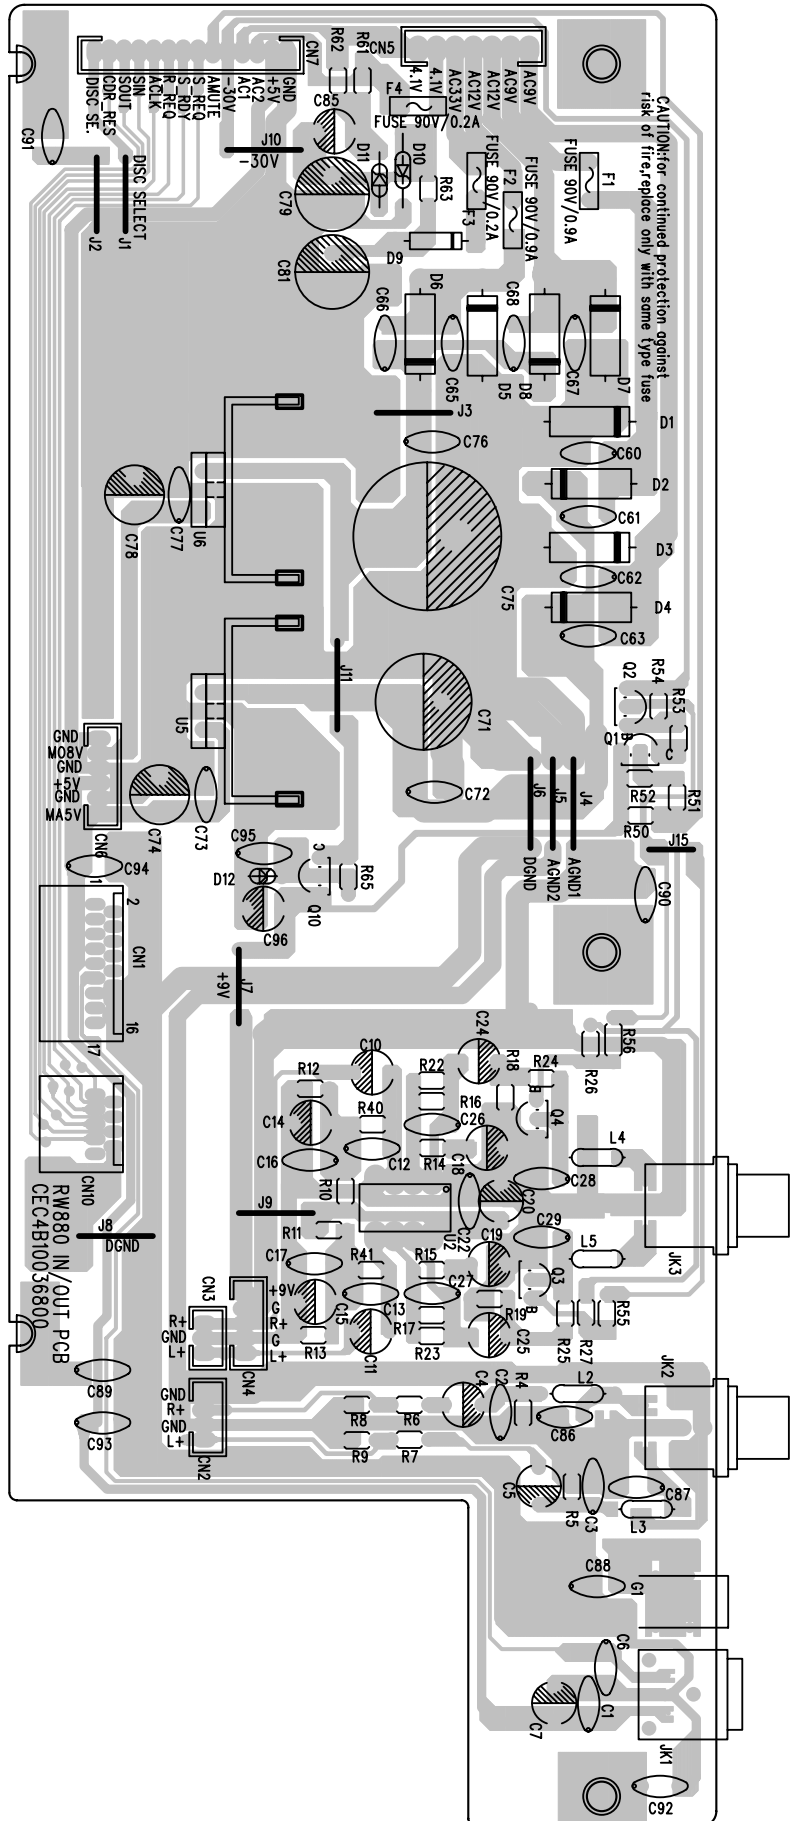 R62
R61
CN5
CN7
GND
+5V
AC2
AC1
-30V
AMUTE
S-REQ
S-RDY
R-REQ
ACLK
SIN
SOUT
CDR_RES
DISC SE.
4.1V
4.1V
AC33V
AC12V
AC12V
AC9V
AC9V
F4
FUSE 90V/0.2A
C85
C91
J10
-30V
D11
D10
R63
C79
F3
FUSE 90V/0.2A
F2
FUSE 90V/0.9A
F1
FUSE 90V/0.9A
CAUTION:for continued protection against
risk of fire,replace only with same type fuse
DISC SELECT
J1
J2
D9
C81
D6
C66
C68
C65
D5
D8
C67
D7
J3
D1
C76
C60
D2
C78
C77
U6
C61
D3
C62
C75
D4
C63
J11
Q2
R54
R53
U5
C71
Q1
B
C
GND
MO8V
GND
+5V
GND
MA5V
CN6
C74
C73
C72
J6
J5
J4
R52
R51
R50
J15
DGND
AGND2
AGND1
C95
C
C94
D12
R65
Q10
C96
C90
1
2
CN1
J7
+9V
16
17
C24
C10
R18
R56
R12
R22
R24
R26
B
R16
Q4
C14
R40
C26
C16
C12
R14
C18
L4
CN10
R10
C20
C28
J9
J8
DGND
R11
U2
C22
C19
C29
RW880 IN/OUT PCB
CEC4B10036800
C17
R41
R15
L5
JK3
CN3
+9V
G
R+
G
L+
C27
Q3
C15
C13
R19
B
R55
R+
GND
L+
R13
C11
R17
R23
C25
R25
R27
CN4
JK2
C89
GND
R+
GND
L+
C4
C2
R4
L2
R8
R6
C86
C93
R9
R7
CN2
C5
R5
C3
C87
L3
C88
G1
C6
C7
C1
JK1
C92